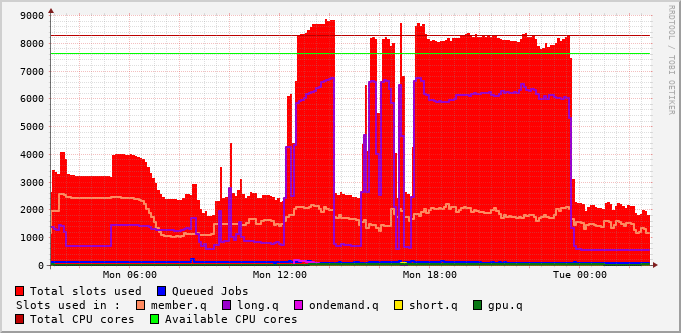 9000
8000
7000
6000
5000
4000
3000
2000
1000
0
Mon 06:00 Mon 12:00 Mon 18:00 Tue 00:00
RRDTOOL / TOBI OETIKER
Total slots used Queued Jobs
Slots used in : member.q long.q ondemand.q short.q gpu.q
Total CPU cores Available CPU cores